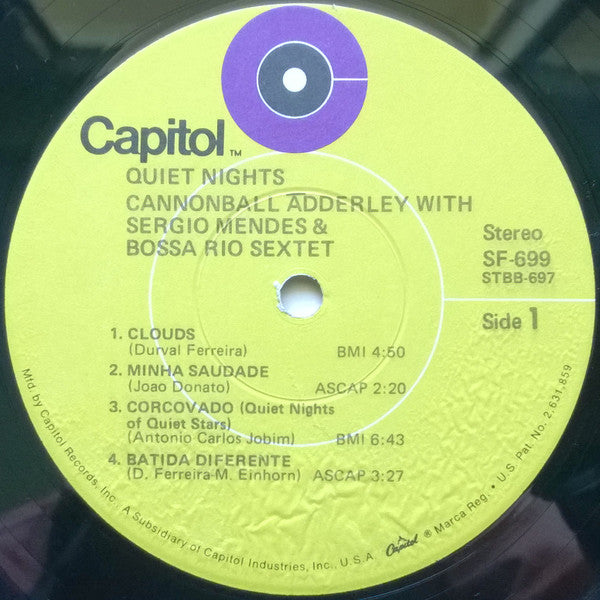 Capitol™
QUIET NIGHTS
CANNONBALL ADDERLEY WITH
SERGIO MENDES &
BOSSA RIO SEXTET
Stereo
SF-699
STBB-697
Side 1
1. CLOUDS
(Durval Ferreira) BMI 4:50
2. MINHA SAUDADE
(Joao Donato) ASCAP 2:20
3. CORCOVADO (Quiet Nights
of Quiet Stars)
(Antonio Carlos Jobim) BMI 6:43
4. BATIDA DIFERENTE
(D. Ferreira-M. Einhorn) ASCAP 3:27
Mfd. by Capitol Records, Inc., A Subsidiary of Capitol Industries, Inc., U.S.A. Capitol ® Marca Reg. • U.S. Pat. No. 2,631,859